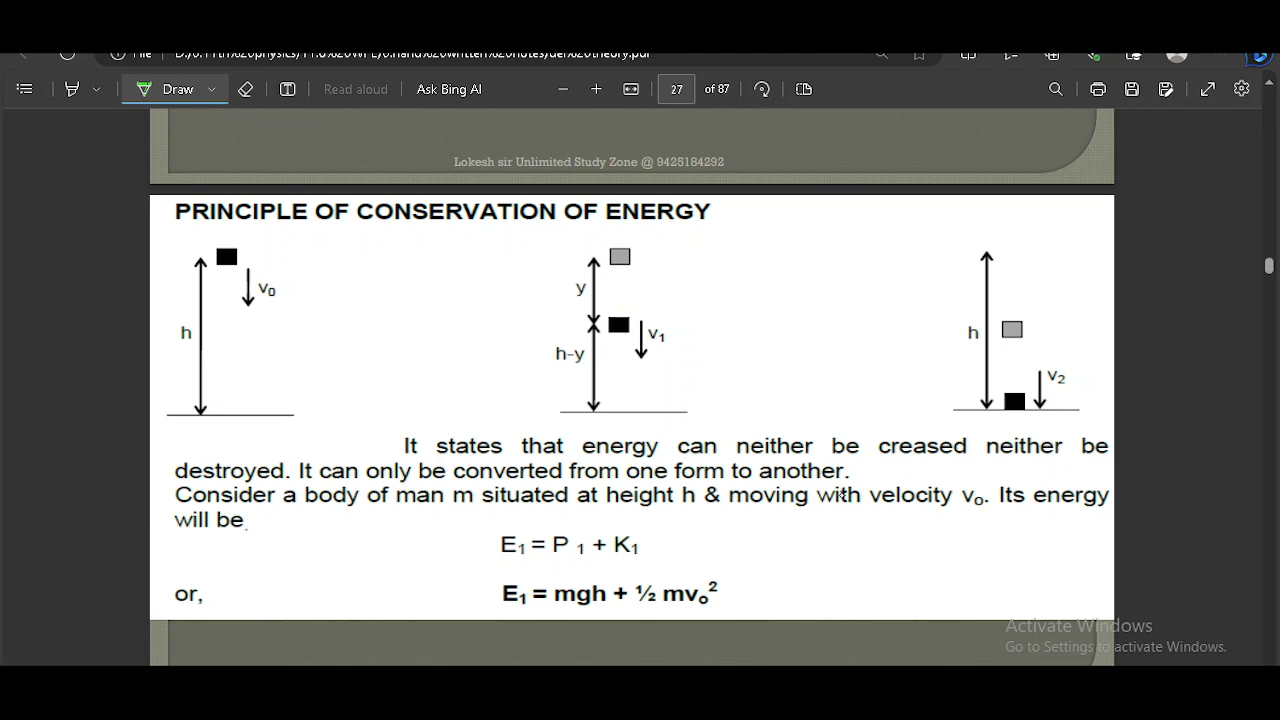 Draw
Read aloud
Ask Bing AI
27
of 87
Lokesh sir Unlimited Study Zone @ 9425184292
PRINCIPLE OF CONSERVATION OF ENERGY
h
v₀
y
h-y
v₁
h
v₂
It states that energy can neither be creased neither be
destroyed. It can only be converted from one form to another.
Consider a body of man m situated at height h & moving with velocity vₒ. Its energy
will be
E₁ = P ₁ + K₁
or,
E₁ = mgh + ½ mvₒ²
Activate Windows
Go to Settings to activate Windows.